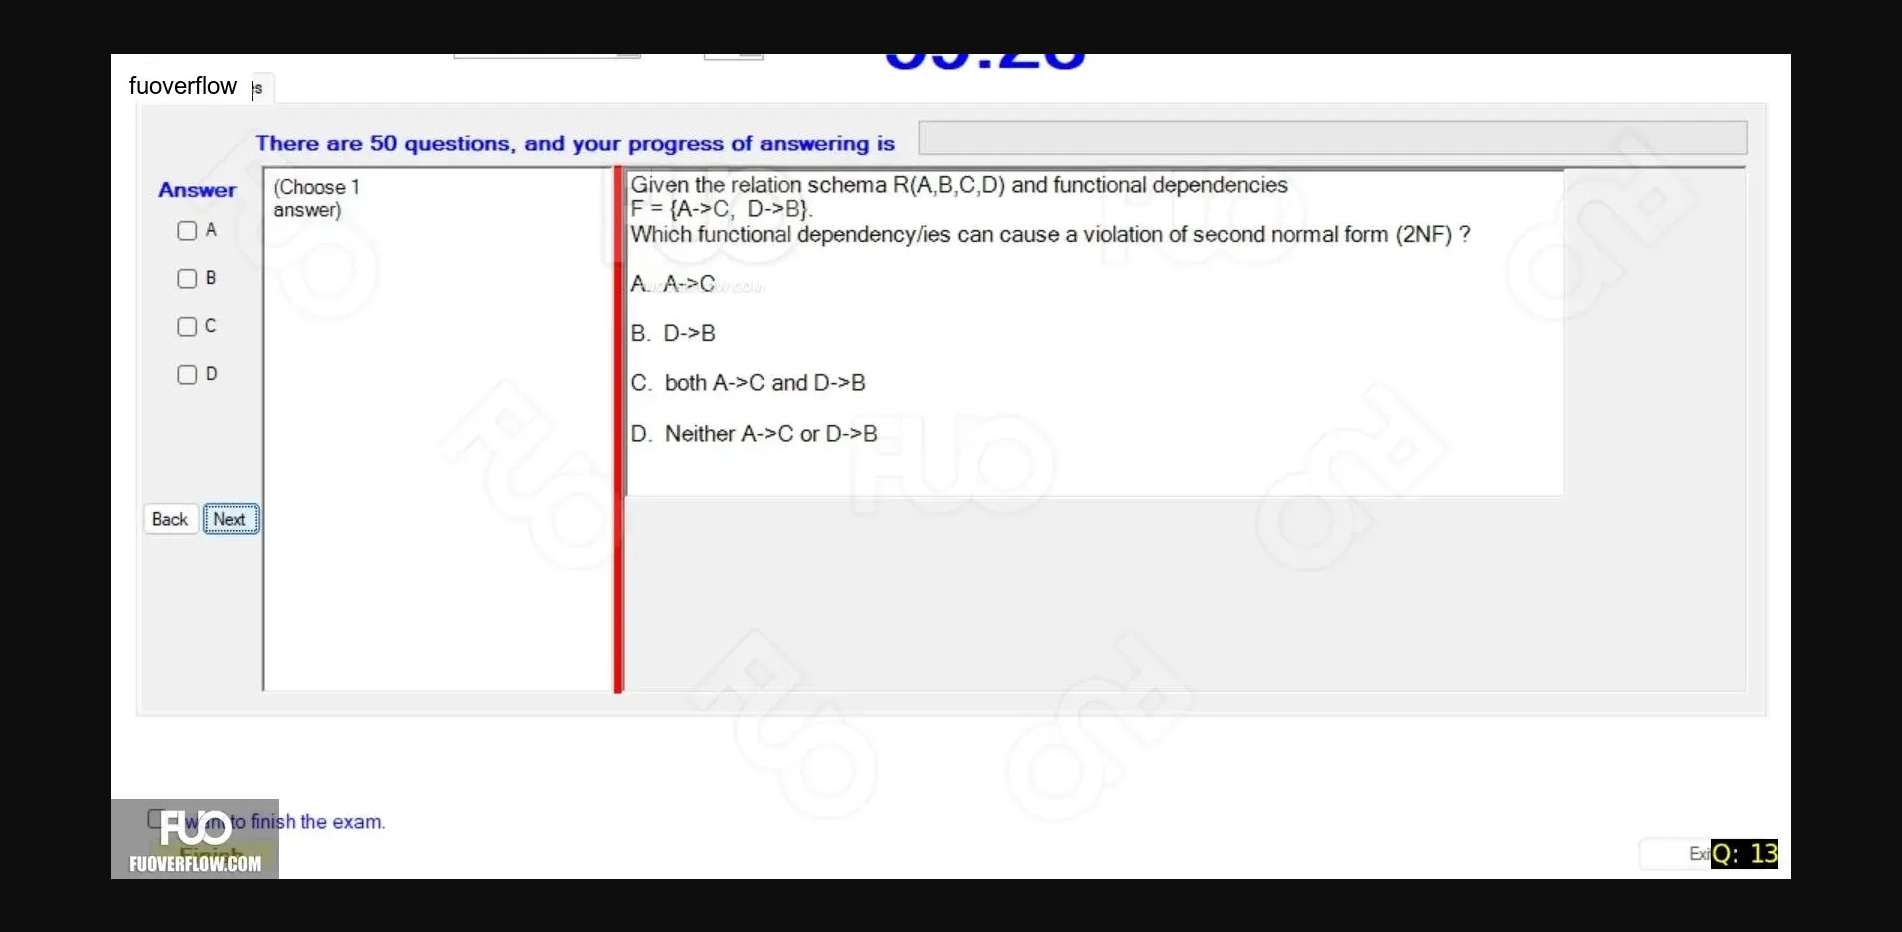 fuoverflow
s
There are 50 questions, and your progress of answering is
Answer
(Choose 1
answer)
A
B
C
D
Back
Next
Given the relation schema R(A,B,C,D) and functional dependencies
F = {A->C,  D->B}.
Which functional dependency/ies can cause a violation of second normal form (2NF) ?
A.  A->C
B.  D->B
C.  both A->C and D->B
D.  Neither A->C or D->B
FUO
want to finish the exam.
Finish
FUOVERFLOW.COM
Exi
Q: 13